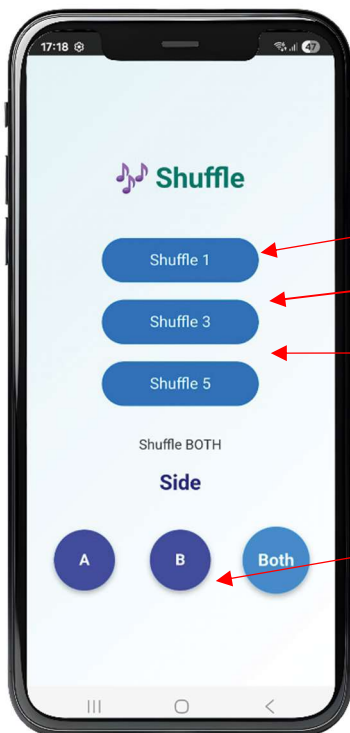 17:18 47
🎶 Shuffle
Shuffle 1
Shuffle 3
Shuffle 5
Shuffle BOTH
Side
A B Both